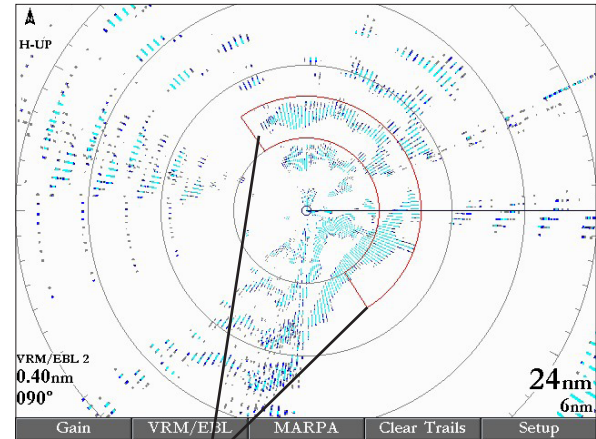 H-UP
VRM/EBL 2
0.40nm
090°
24nm
6nm
Gain
VRM/EBL
MARPA
Clear Trails
Setup